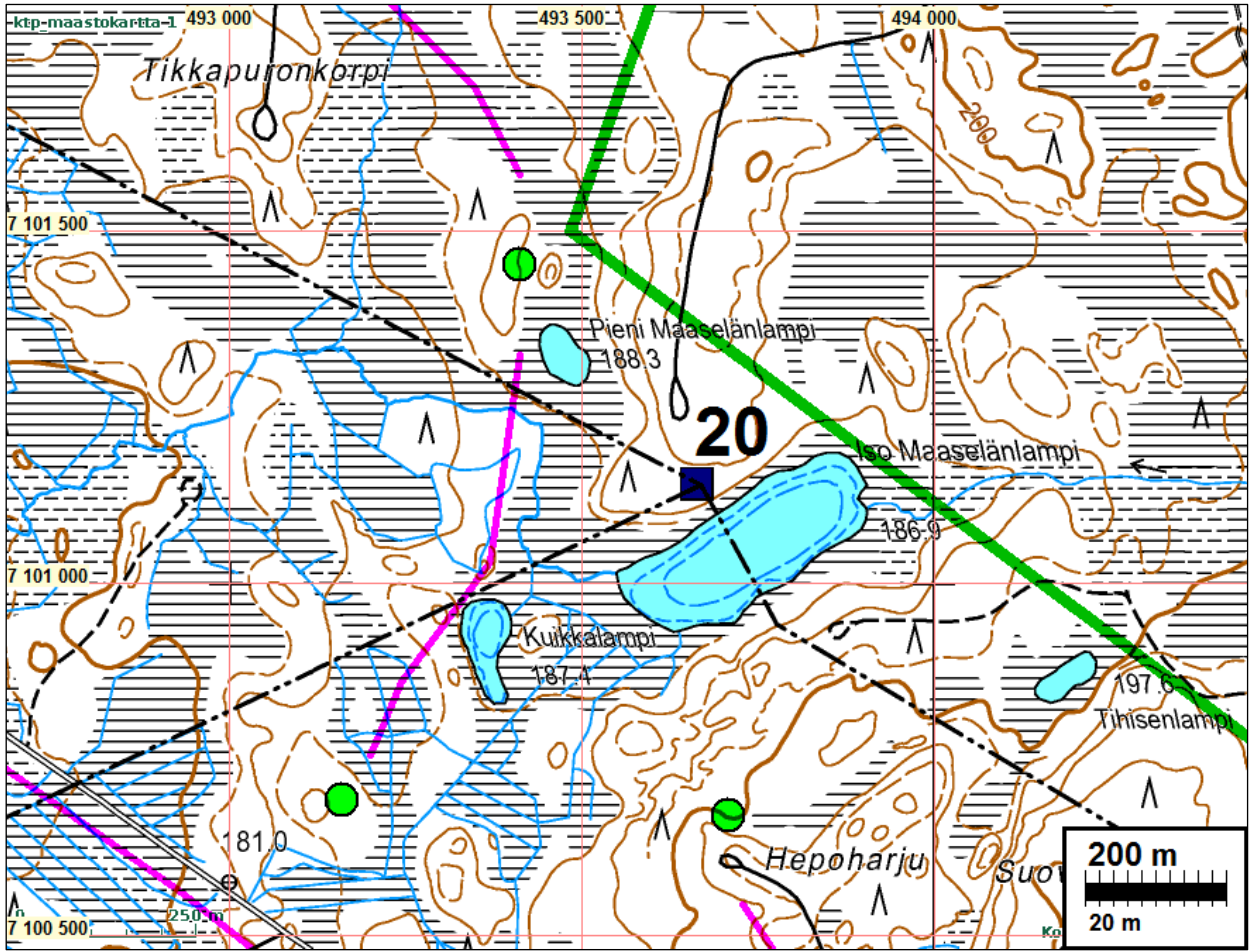 ktp_maastokartta-1
493 000
493 500
494 000
Tikkapuronkorpi
200
7 101 500
Pieni Maaselänlampi
188.3
20
Iso Maaselänlampi
186.9
7 101 000
Kuikkalampi
187.4
197.6
Tihisenlampi
181.0
Hepoharju
200 m
20 m
250 m
7 100 500